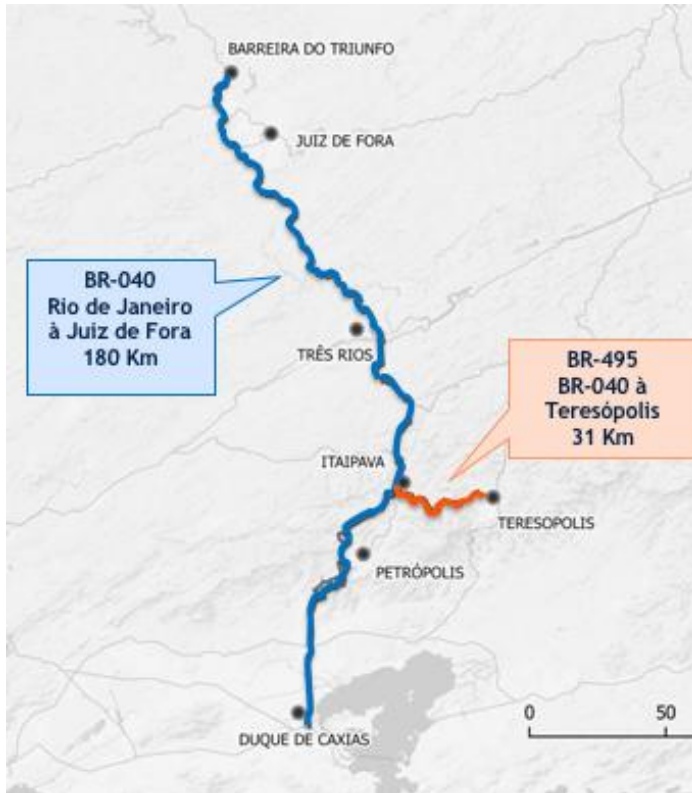 BARREIRA DO TRIUNFO
JUIZ DE FORA
BR-040
Rio de Janeiro
à Juiz de Fora
180 Km
TRÊS RIOS
BR-495
BR-040 à
Teresópolis
31 Km
ITAIPAVA
TERESOPOLIS
PETRÓPOLIS
0 50
DUQUE DE CAXIAS